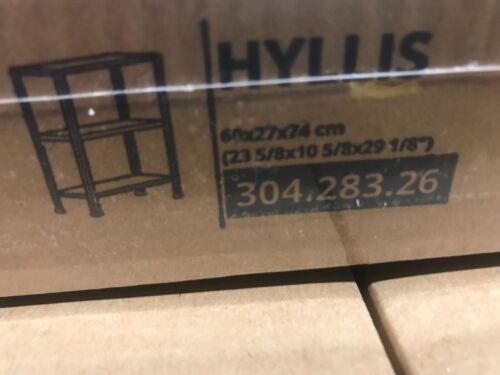 HYLLIS
60x27x74 cm
(23 5/8x10 5/8x29 1/8")
304.283.26